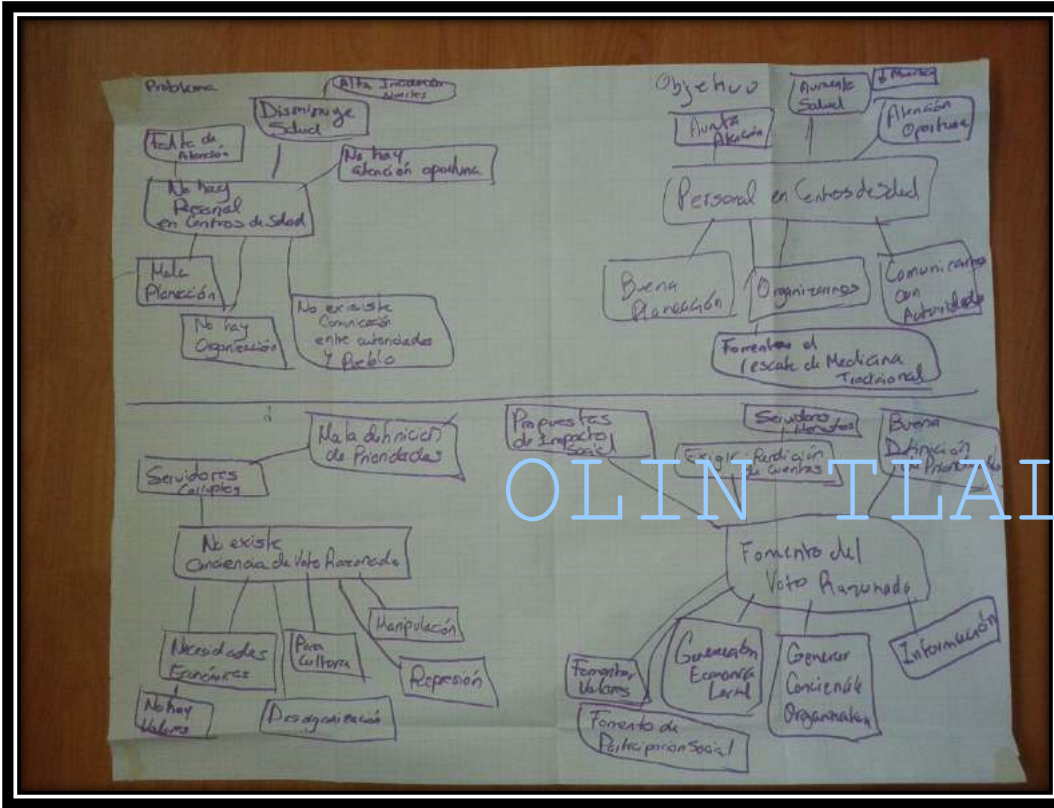 Problema
Alta Incidencia
Disminuye
Salud
Falta de
Atención
No hay
atención oportuna
No hay
Personal
en Centros de Salud
Mala
Planeación
No hay
Organización
No exisiste
Comunicación
entre autoridades
y Pueblo
Objetivo
Aumente
Salud
Atención
Atención
Oportuna
Personal en Centros de Salud
Buena
Planeación
Organizarnos
Comunicarnos
con
Autoridades
Fomentar el
rescate de Medicina
Tradicional
Mala definición
de Prioridades
Servidores
Corruptos
No existe
Conciencia de Voto Razonado
Necesidades
Económicas
No hay
Valores
Desorganización
Poca
Cultura
Manipulación
Represión
Propuestas
de Impacto
Social
Servidores
Honestos
Exigir Rendición
de cuentas
Buena
Definición
de Prioridades
OLIN TLAL
Fomento del
Voto Razonado
Fomentar
Valores
Fomento de
Participacion Social
Generación
Economía
Local
Generar
Conciencia
Información